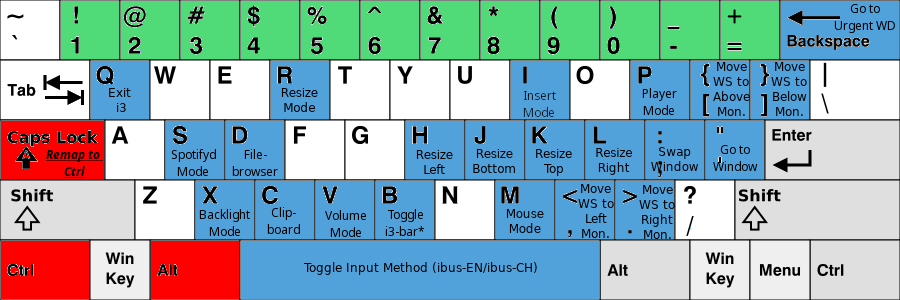 ~ ! @ # $ % ^ & * ( ) _ + Go to
Urgent WD
` 1 2 3 4 5 6 7 8 9 0 - = Backspace
Tab Q W E R T Y U I O P { Move } Move |
Exit Resize Insert Player WS to WS to
i3 Mode Mode Mode [ Above ] Below \
Mon. Mon.
Caps Lock A S D F G H J K L : " Enter
Remap to Spotifyd File- Resize Resize Resize Resize Swap Go to
Ctrl Mode browser Left Bottom Top Right ; Window ' Window
Shift Z X C V B N M < Move > Move ? Shift
Backlight Clip- Volume Toggle Mouse WS to WS to
Mode board Mode i3-bar* Mode , Left . Right /
Mon. Mon.
Ctrl Win Alt Toggle Input Method (ibus-EN/ibus-CH) Alt Win Menu Ctrl
Key Key